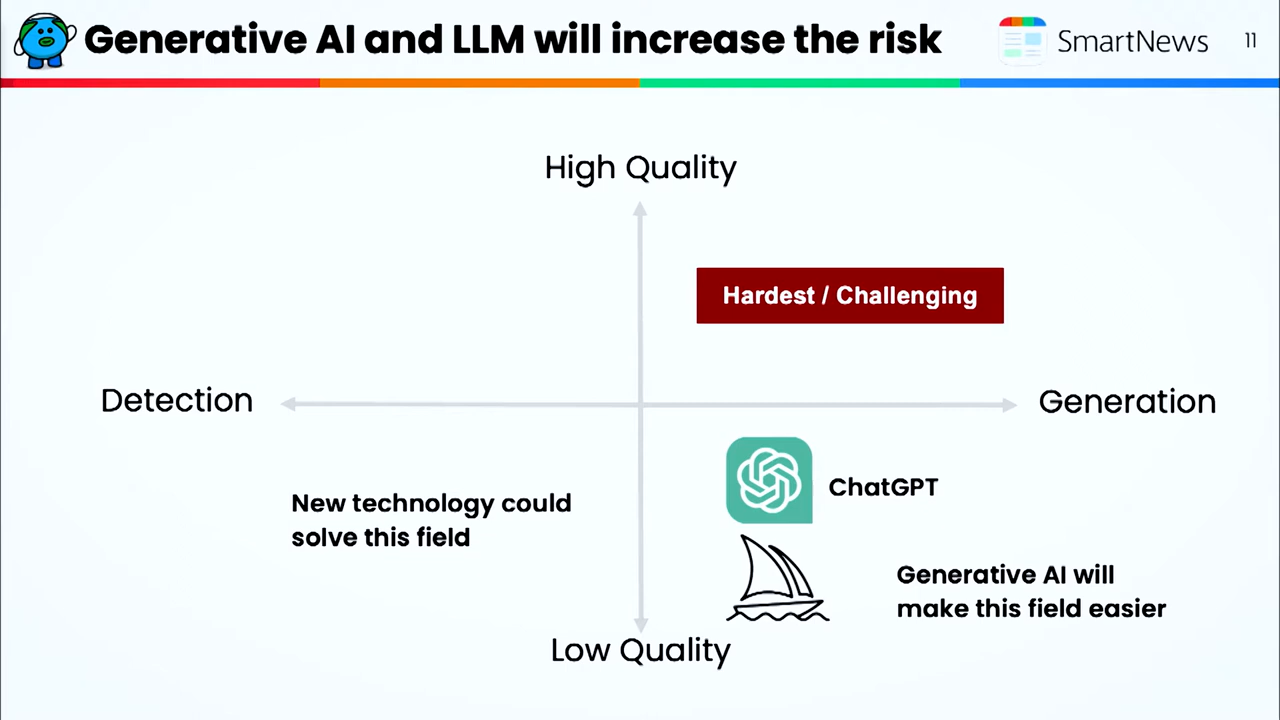 Generative AI and LLM will increase the risk
SmartNews
11
High Quality
Hardest / Challenging
Detection
Generation
New technology could
solve this field
ChatGPT
Generative AI will
make this field easier
Low Quality